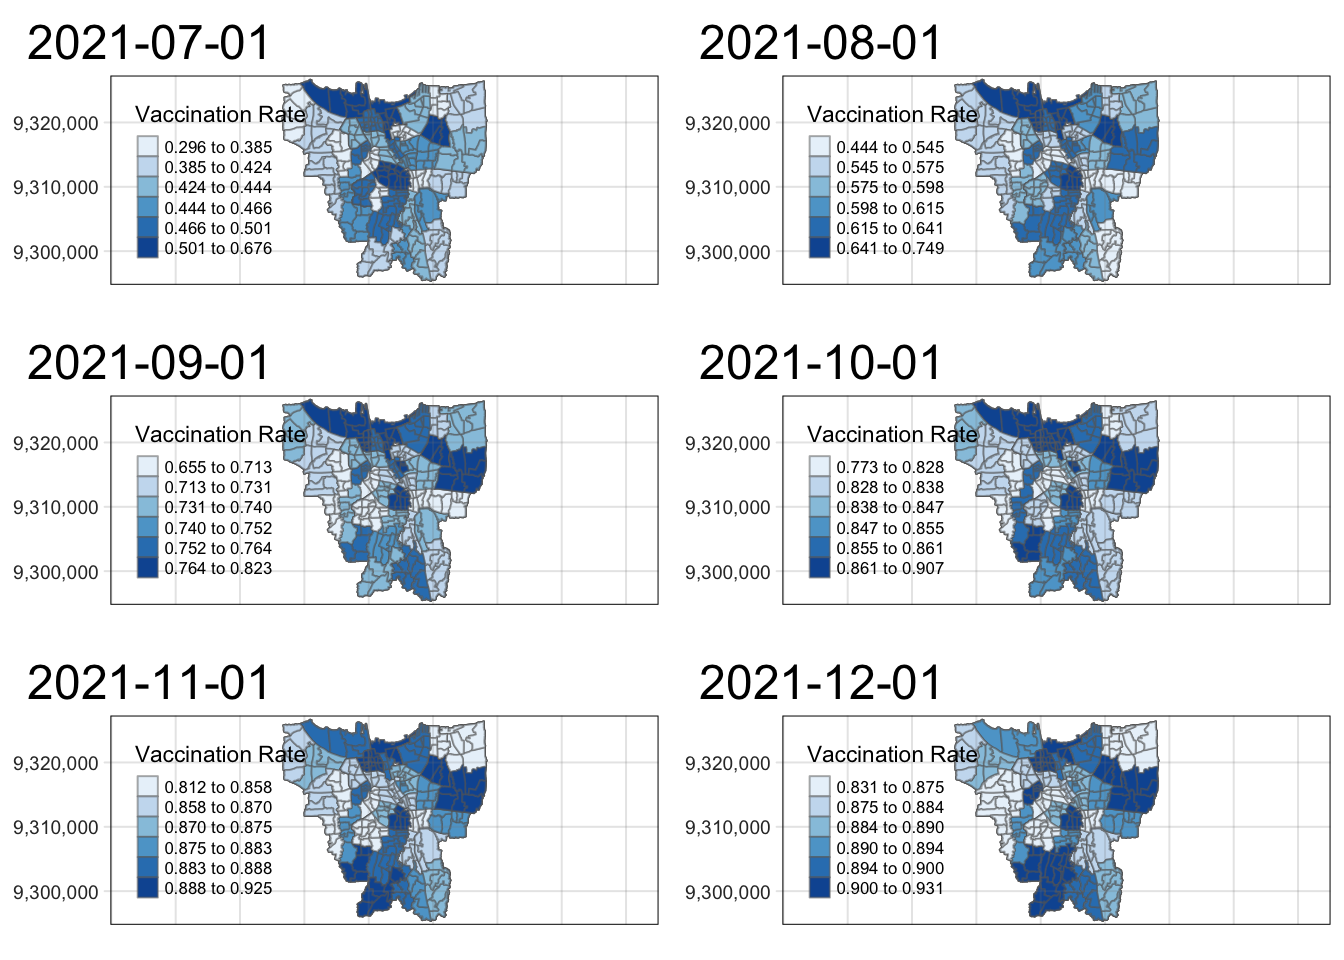 2021-07-01
Vaccination Rate
9,320,000
9,310,000
9,300,000
0.296 to 0.385
0.385 to 0.424
0.424 to 0.444
0.444 to 0.466
0.466 to 0.501
0.501 to 0.676
2021-08-01
Vaccination Rate
9,320,000
9,310,000
9,300,000
0.444 to 0.545
0.545 to 0.575
0.575 to 0.598
0.598 to 0.615
0.615 to 0.641
0.641 to 0.749
2021-09-01
Vaccination Rate
9,320,000
9,310,000
9,300,000
0.655 to 0.713
0.713 to 0.731
0.731 to 0.740
0.740 to 0.752
0.752 to 0.764
0.764 to 0.823
2021-10-01
Vaccination Rate
9,320,000
9,310,000
9,300,000
0.773 to 0.828
0.828 to 0.838
0.838 to 0.847
0.847 to 0.855
0.855 to 0.861
0.861 to 0.907
2021-11-01
Vaccination Rate
9,320,000
9,310,000
9,300,000
0.812 to 0.858
0.858 to 0.870
0.870 to 0.875
0.875 to 0.883
0.883 to 0.888
0.888 to 0.925
2021-12-01
Vaccination Rate
9,320,000
9,310,000
9,300,000
0.831 to 0.875
0.875 to 0.884
0.884 to 0.890
0.890 to 0.894
0.894 to 0.900
0.900 to 0.931